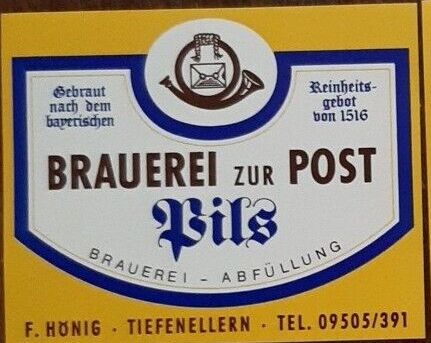 Gebraut
nach dem
bayerischen
Reinheits-
gebot
von 1516
BRAUEREI ZUR POST
Pils
BRAUEREI - ABFÜLLUNG
F. HÖNIG · TIEFENELLERN · TEL. 09505/391